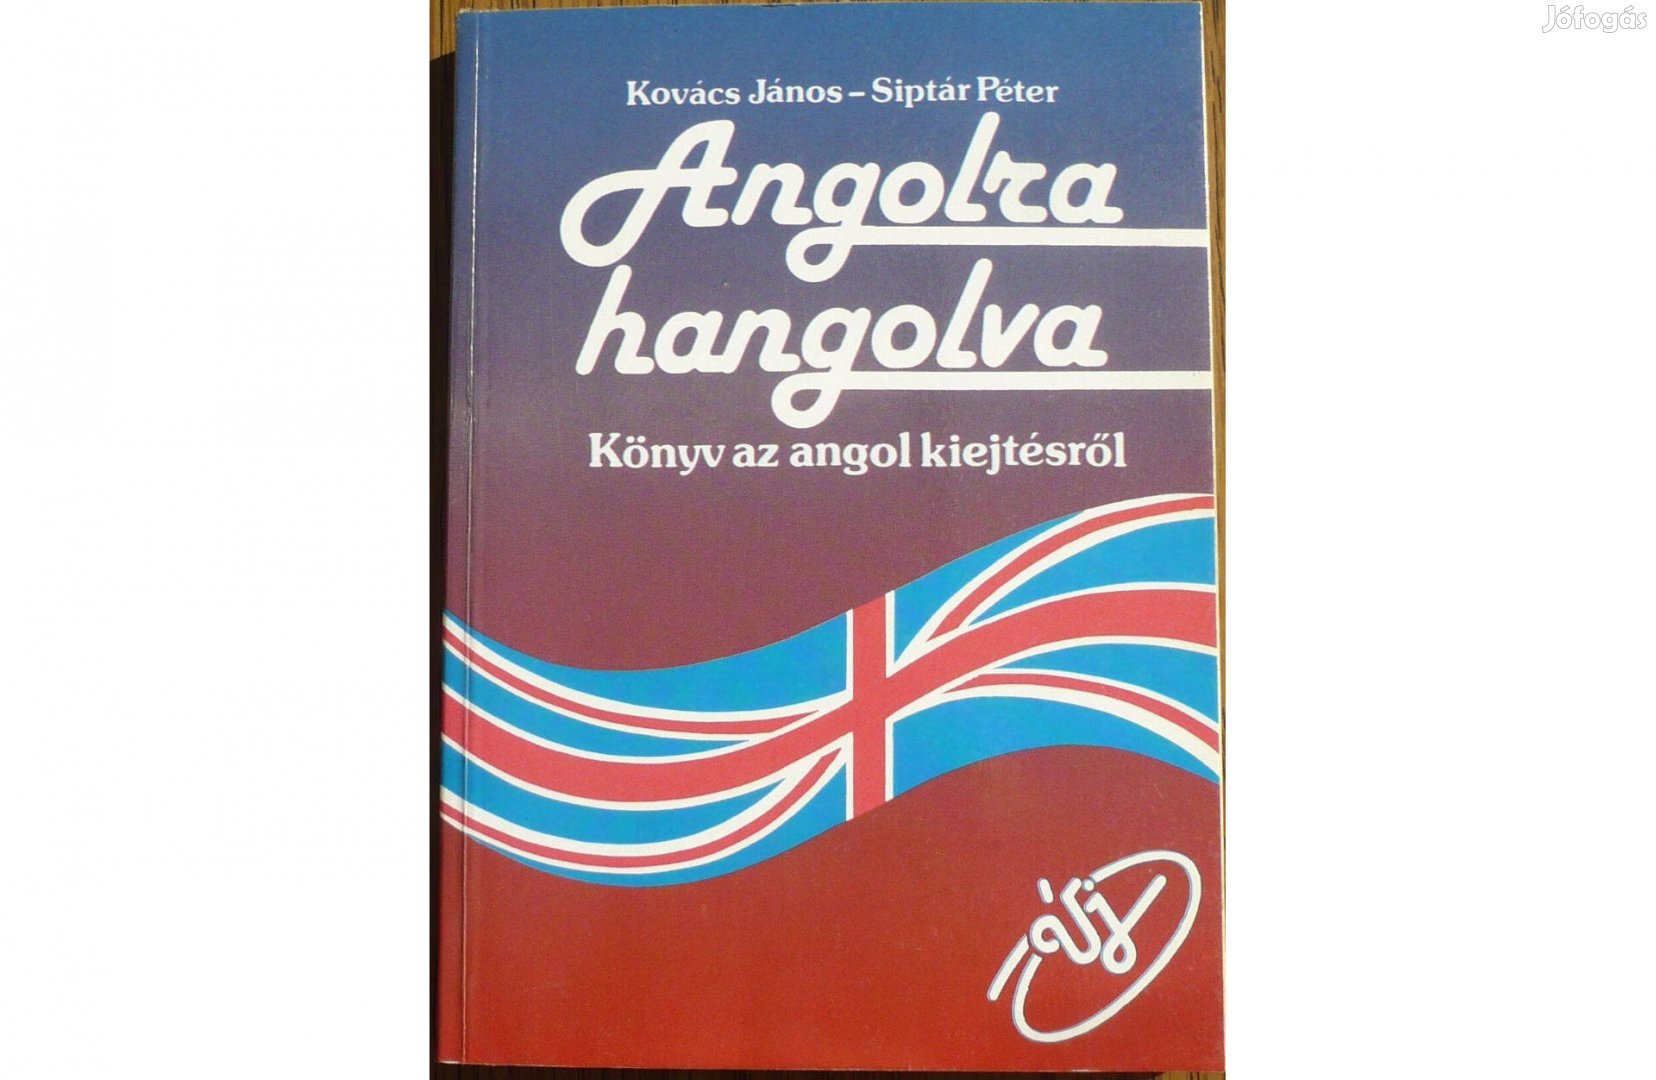 Jófogás
Kovács János – Siptár Péter
Angolra
hangolva
Könyv az angol kiejtésről